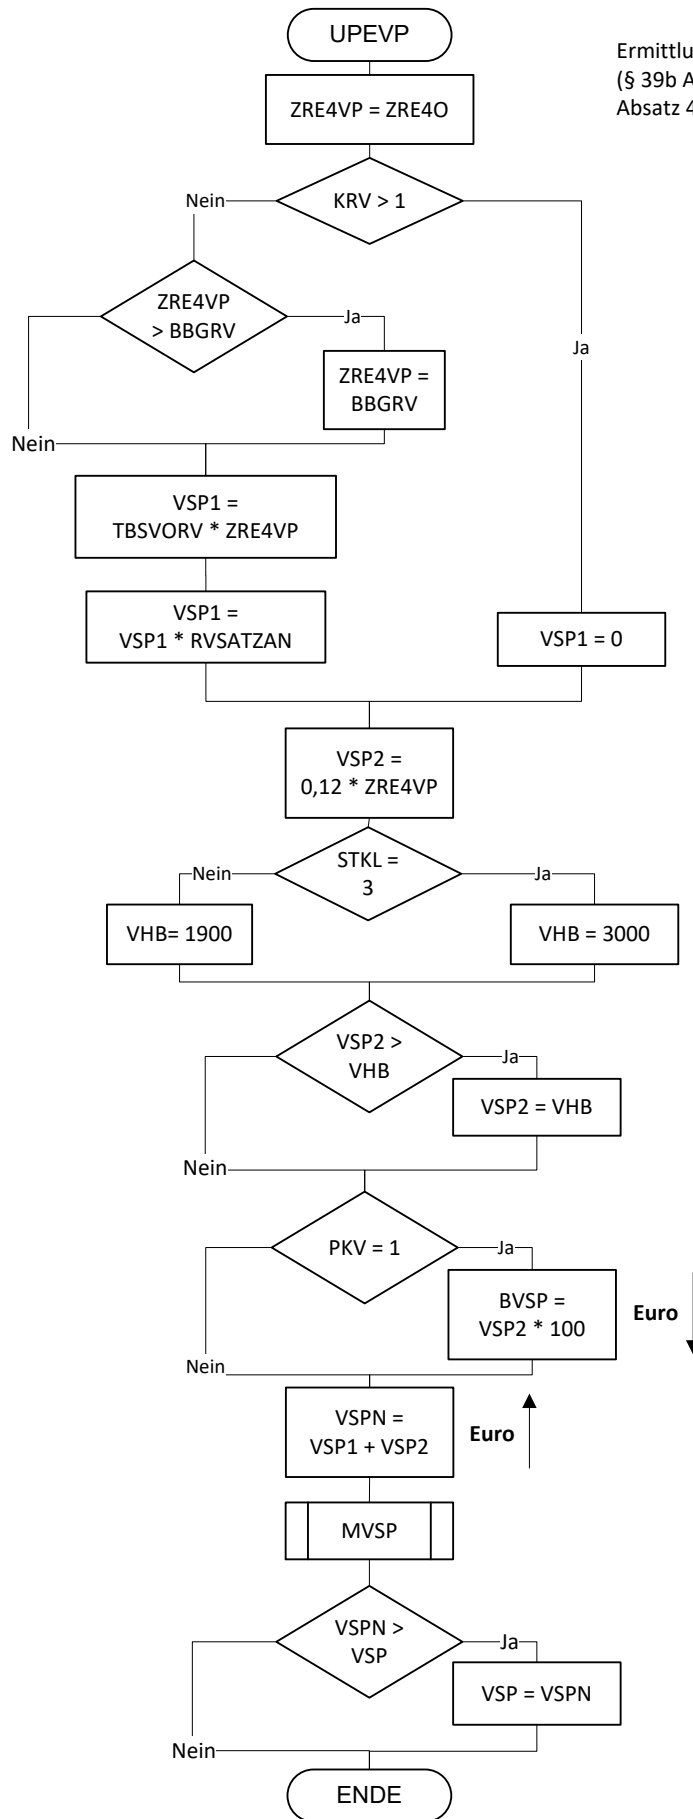 UPEVP
(§ 39b A
Absatz 4
ZRE4VP = ZRE4O
KRV > 1
Nein
Ja
ZRE4VP
> BBGRV
Ja
ZRE4VP =
BBGRV
Nein
VSP1 =
TBSVORV * ZRE4VP
VSP1 =
VSP1 * RVSATZAN
VSP1 = 0
VSP2 =
0,12 * ZRE4VP
STKL =
3
Nein
Ja
VHB= 1900
VHB = 3000
VSP2 >
VHB
Ja
VSP2 = VHB
Nein
PKV = 1
Ja
BVSP =
VSP2 * 100
Euro
Nein
VSPN =
VSP1 + VSP2
Euro
MVSP
VSPN >
VSP
Ja
VSP = VSPN
Nein
ENDE